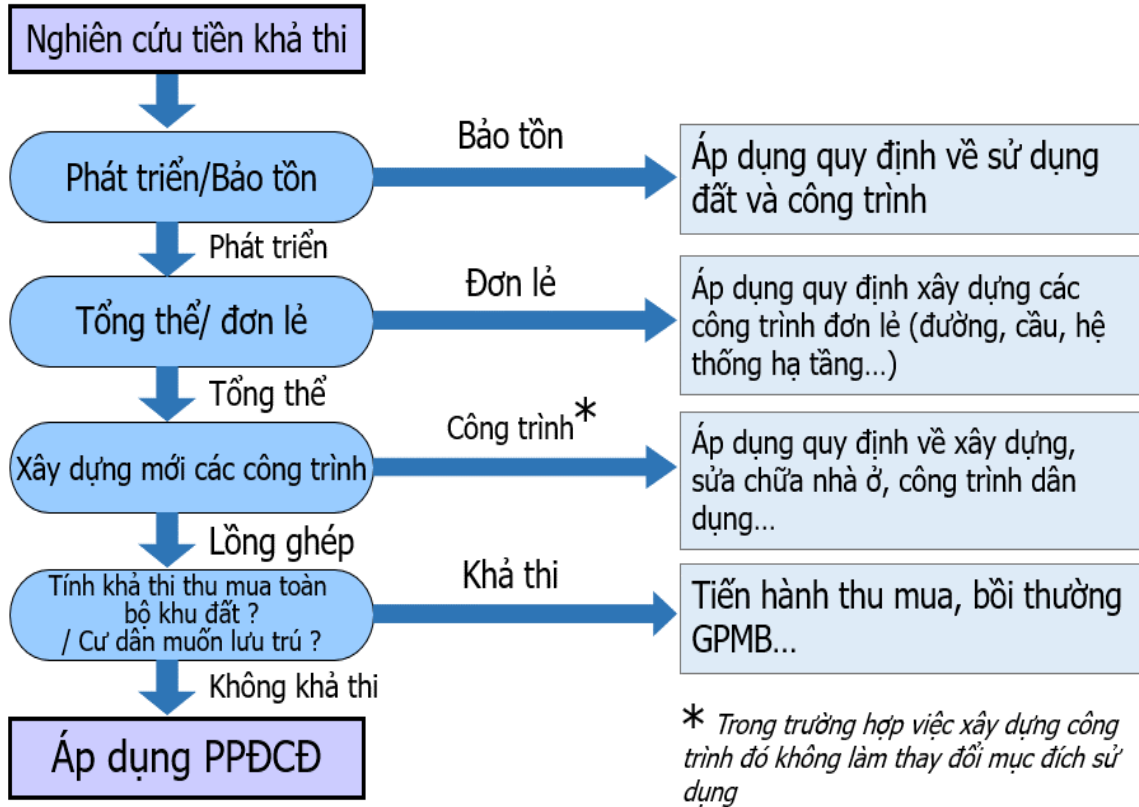 Nghiên cứu tiền khả thi
Phát triển/Bảo tồn
Bảo tồn
Áp dụng quy định về sử dụng
đất và công trình
Phát triển
Tổng thể/ đơn lẻ
Đơn lẻ
Áp dụng quy định xây dựng các
công trình đơn lẻ (đường, cầu, hệ
thống hạ tầng...)
Tổng thể
Xây dựng mới các công trình
Công trình*
Áp dụng quy định về xây dựng,
sửa chữa nhà ở, công trình dân
dụng...
Lồng ghép
Tính khả thi thu mua toàn
bộ khu đất ?
/ Cư dân muốn lưu trú ?
Khả thi
Tiến hành thu mua, bồi thường
GPMB...
Không khả thi
Áp dụng PPĐCĐ
* Trong trường hợp việc xây dựng công
trình đó không làm thay đổi mục đích sử
dụng